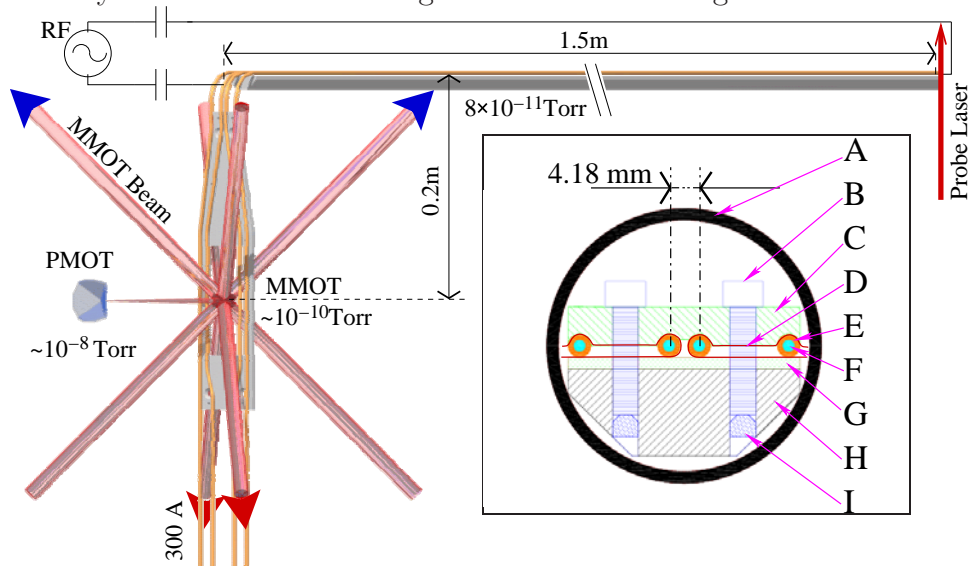 RF
1.5m
8×10⁻¹¹Torr
MMOT Beam
0.2m
Probe Laser
PMOT
MMOT
~10⁻¹⁰Torr
~10⁻⁸ Torr
300 A
4.18 mm
A
B
C
D
E
F
G
H
I